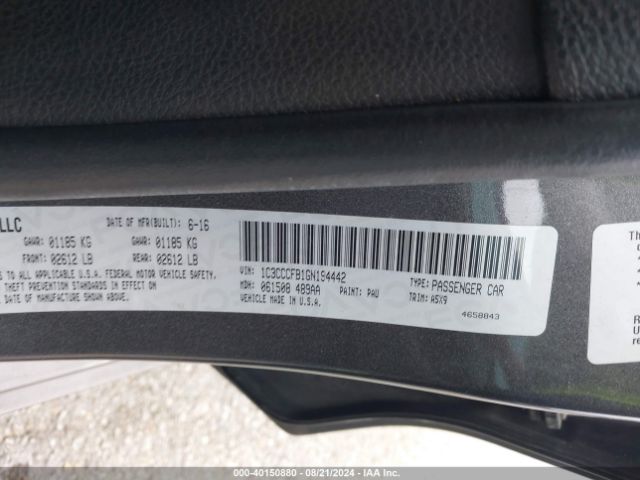 LLC
DATE OF MFR(BUILT): 6-16
GAWR: 01185 KG GAWR: 01185 KG
FRONT: 02612 LB REAR: 02612 LB
TO ALL APPLICABLE U.S.A. FEDERAL MOTOR VEHICLE SAFETY,
THEFT PREVENTION STANDARDS IN EFFECT ON
DATE OF MANUFACTURE SHOWN ABOVE.
VIN: 1C3CCCFB1GN194442
MDH: 061508 489AA PAINT: PAU
VEHICLE MADE IN U.S.A.
TYPE: PASSENGER CAR
TRIM: A5X9
4658843
000-40150880 - 08/21/2024 - IAA Inc.